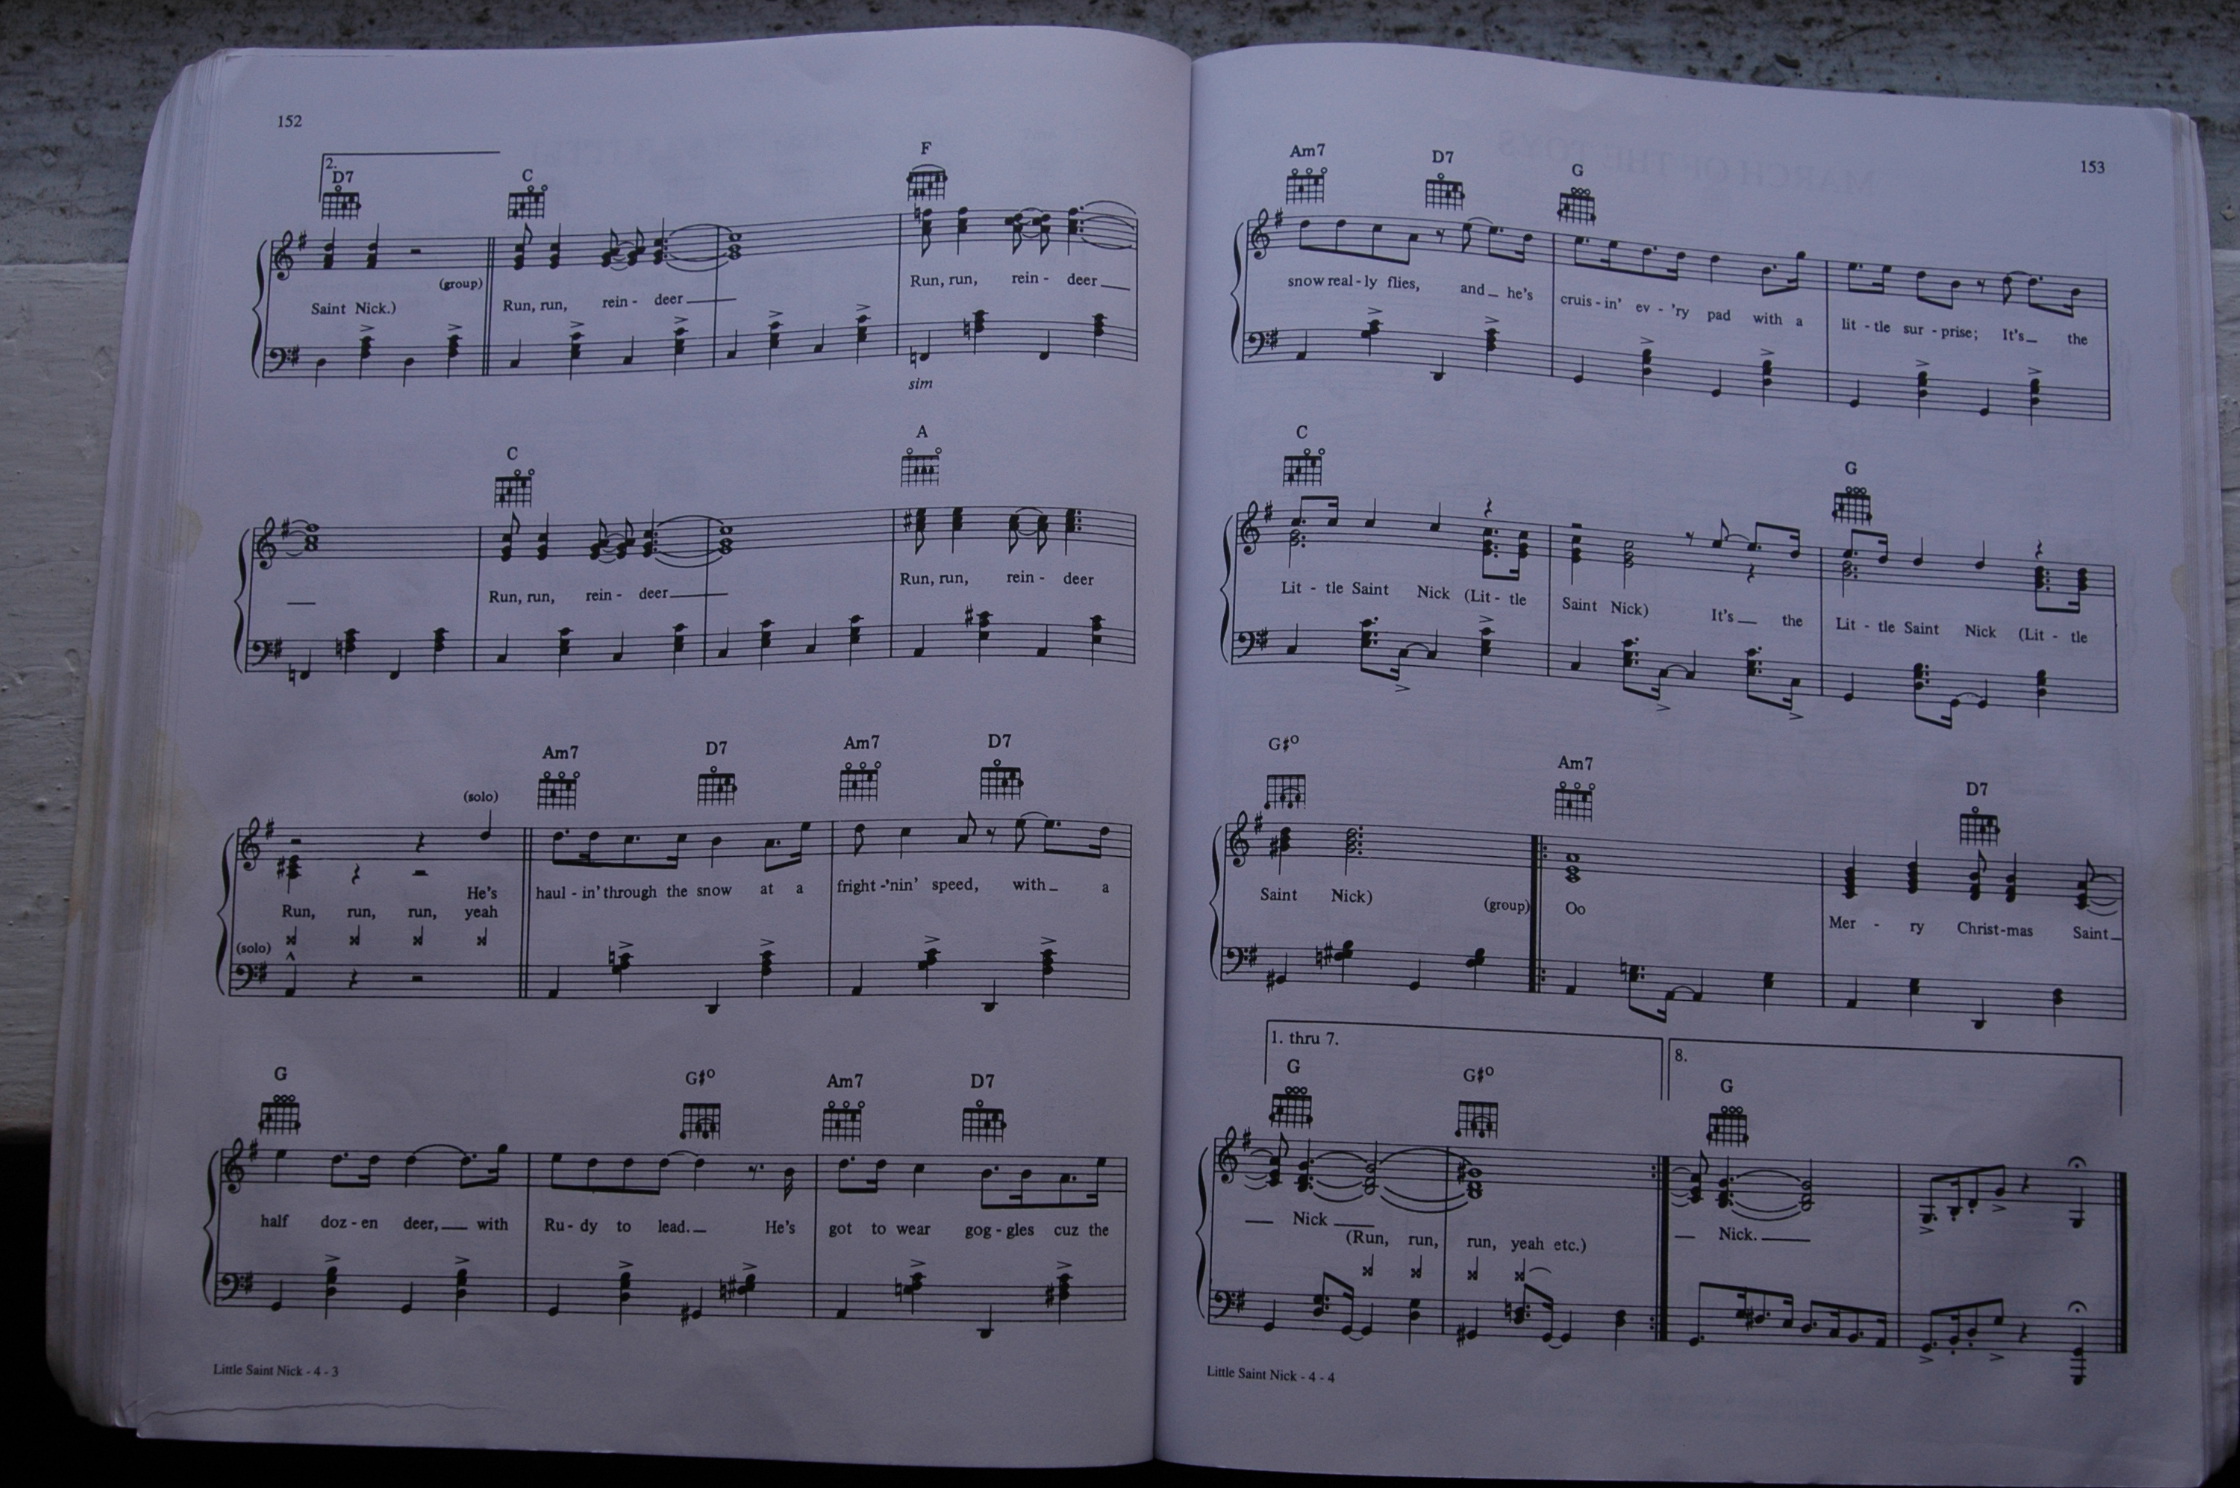 152
2.
D7 C F
(group)
Saint Nick.) Run, run, rein - deer Run, run, rein - deer
sim
C A
Run, run, rein - deer Run, run, rein - deer
Am7 D7 Am7 D7
(solo)
He's haul - in' through the snow at a fright - 'nin' speed, with a
Run, run, run, yeah
(solo)
G G♯o Am7 D7
half doz - en deer, with Ru - dy to lead. He's got to wear gog - gles cuz the
Little Saint Nick - 4 - 3
153
Am7 D7 G
snow real - ly flies, and he's cruis - in' ev - 'ry pad with a lit - tle sur - prise; It's the
C G
Lit - tle Saint Nick (Lit - tle Saint Nick) It's the Lit - tle Saint Nick (Lit - tle
G♯o Am7 D7
Saint Nick) (group) Oo Mer - ry Christ - mas Saint
1. thru 7. 8.
G G♯o G
Nick Nick.
(Run, run, run, yeah etc.)
Little Saint Nick - 4 - 4